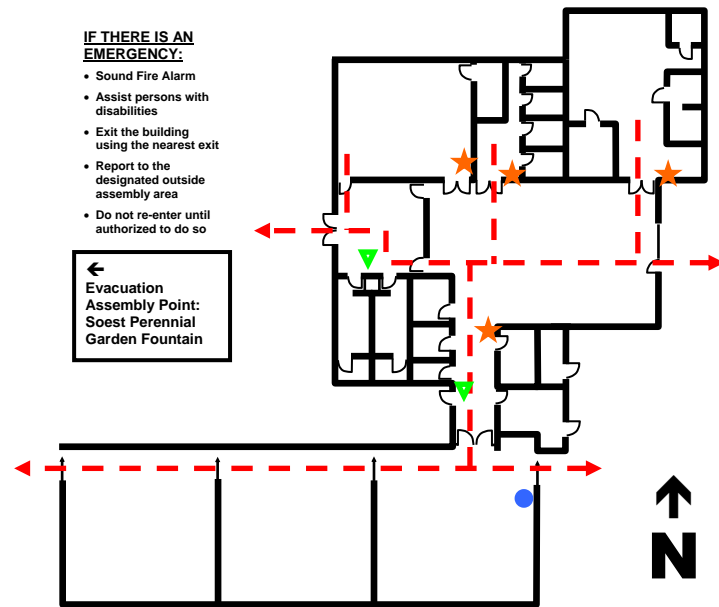 IF THERE IS AN
EMERGENCY:
• Sound Fire Alarm
• Assist persons with
disabilities
• Exit the building
using the nearest exit
• Report to the
designated outside
assembly area
• Do not re-enter until
authorized to do so
←
Evacuation
Assembly Point:
Soest Perennial
Garden Fountain
N